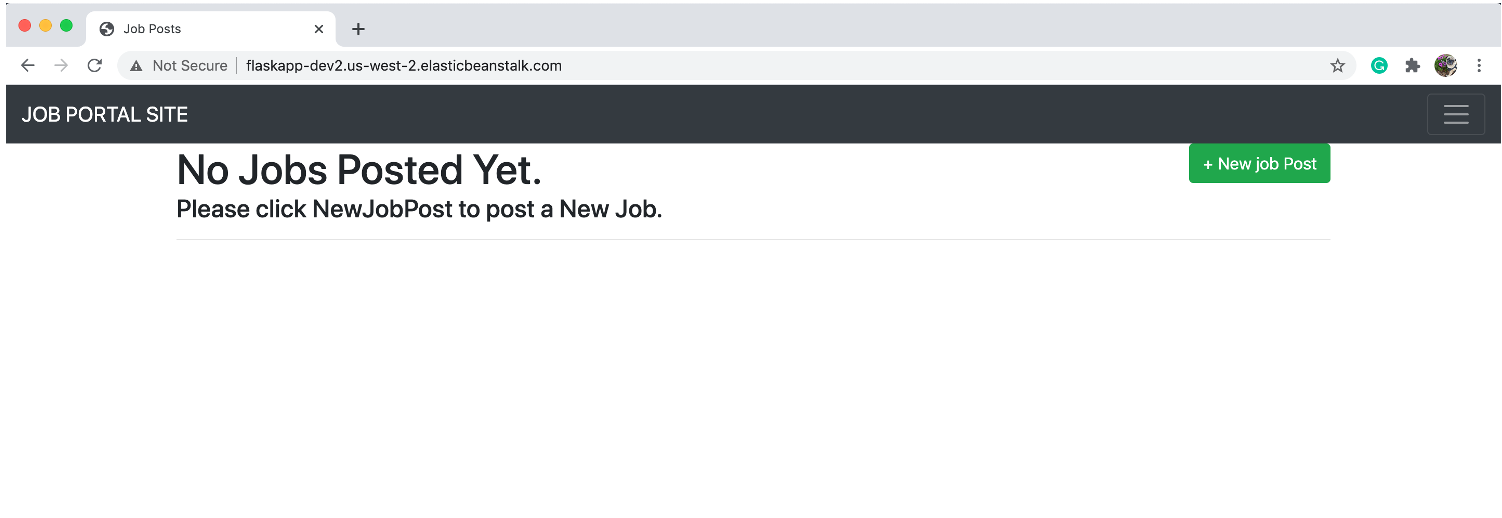 Job Posts
Not Secure flaskapp-dev2.us-west-2.elasticbeanstalk.com
JOB PORTAL SITE
No Jobs Posted Yet.
+ New job Post
Please click NewJobPost to post a New Job.